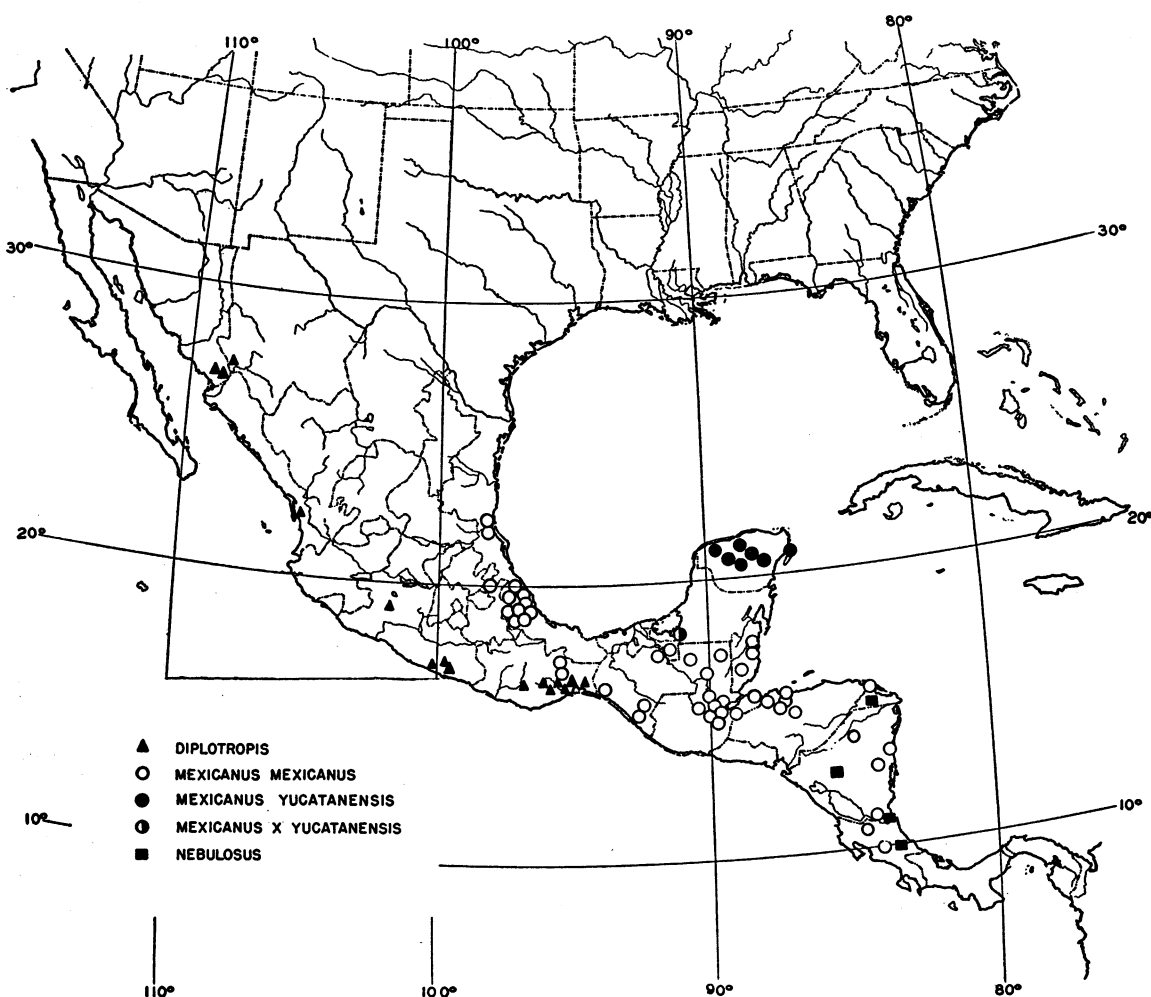 80°
110°
100°
90°
30°
30°
20°
20°
▲ DIPLOTROPIS
○ MEXICANUS MEXICANUS
● MEXICANUS YUCATANENSIS
◐ MEXICANUS X YUCATANENSIS
■ NEBULOSUS
10°
10°
110°
100°
90°
80°